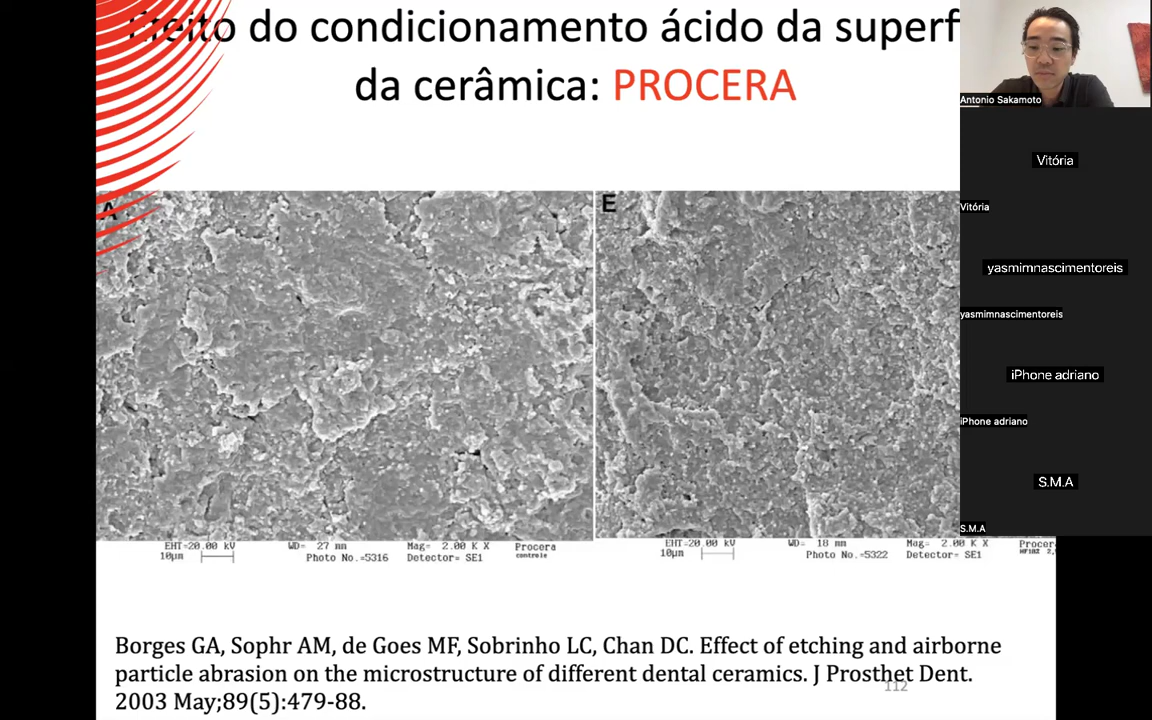 Efeito do condicionamento ácido da superf
da cerâmica: PROCERA
Antonio Sakamoto
Vitória
Vitória
yasmimnascimentoreis
yasmimnascimentoreis
iPhone adriano
iPhone adriano
S.M.A
S.M.A
A
E
EHT=20.00 kV WD= 27 mm Mag= 2.00 K X Procera
10µm Photo No.=5316 Detector= SE1 controle
EHT=20.00 kV WD= 18 mm Mag= 2.00 K X Procer
10µm Photo No.=5322 Detector= SE1
Borges GA, Sophr AM, de Goes MF, Sobrinho LC, Chan DC. Effect of etching and airborne
particle abrasion on the microstructure of different dental ceramics. J Prosthet Dent.
2003 May;89(5):479-88.
112